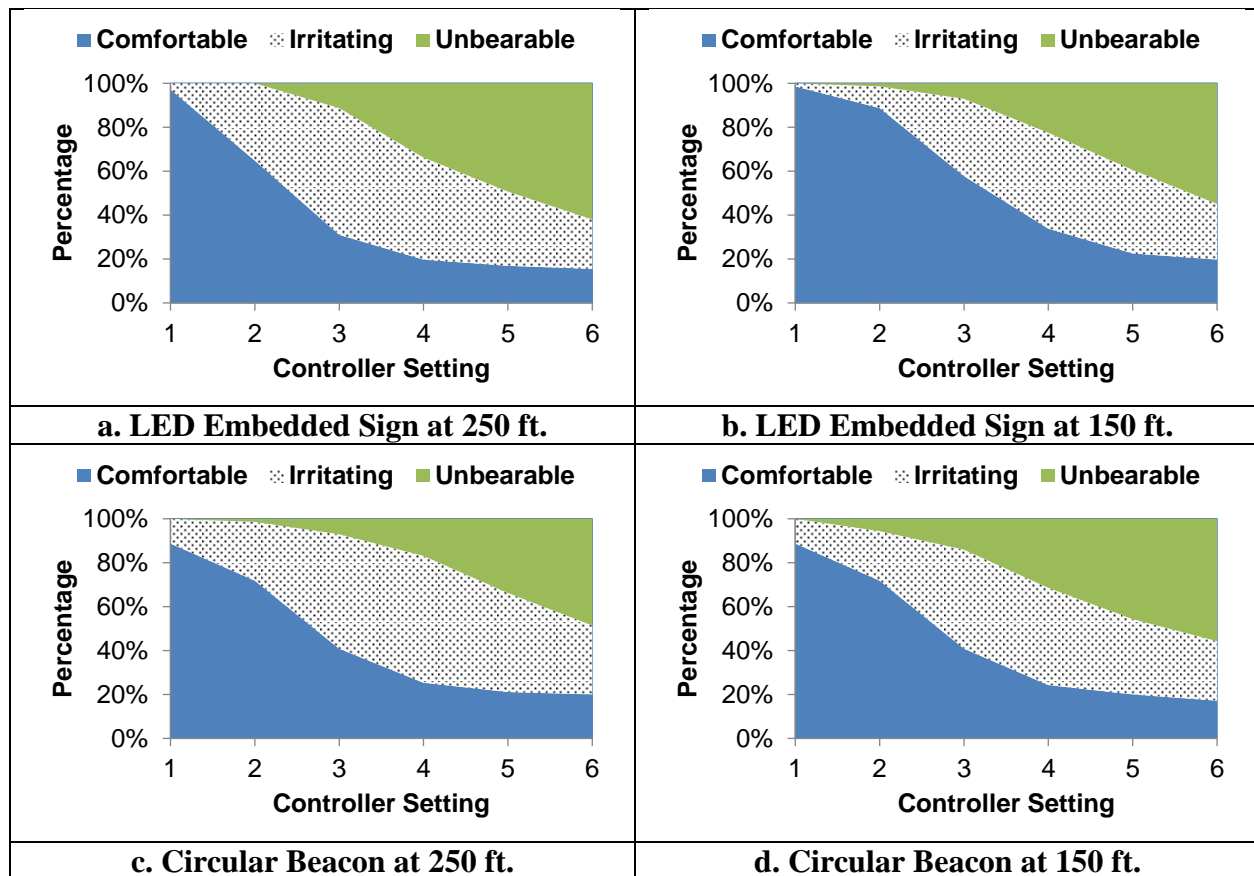 Comfortable Irritating Unbearable
100%
80%
60%
40%
20%
0%
Percentage
1 2 3 4 5 6
Controller Setting
a. LED Embedded Sign at 250 ft.
Comfortable Irritating Unbearable
100%
80%
60%
40%
20%
0%
Percentage
1 2 3 4 5 6
Controller Setting
b. LED Embedded Sign at 150 ft.
Comfortable Irritating Unbearable
100%
80%
60%
40%
20%
0%
Percentage
1 2 3 4 5 6
Controller Setting
c. Circular Beacon at 250 ft.
Comfortable Irritating Unbearable
100%
80%
60%
40%
20%
0%
Percentage
1 2 3 4 5 6
Controller Setting
d. Circular Beacon at 150 ft.